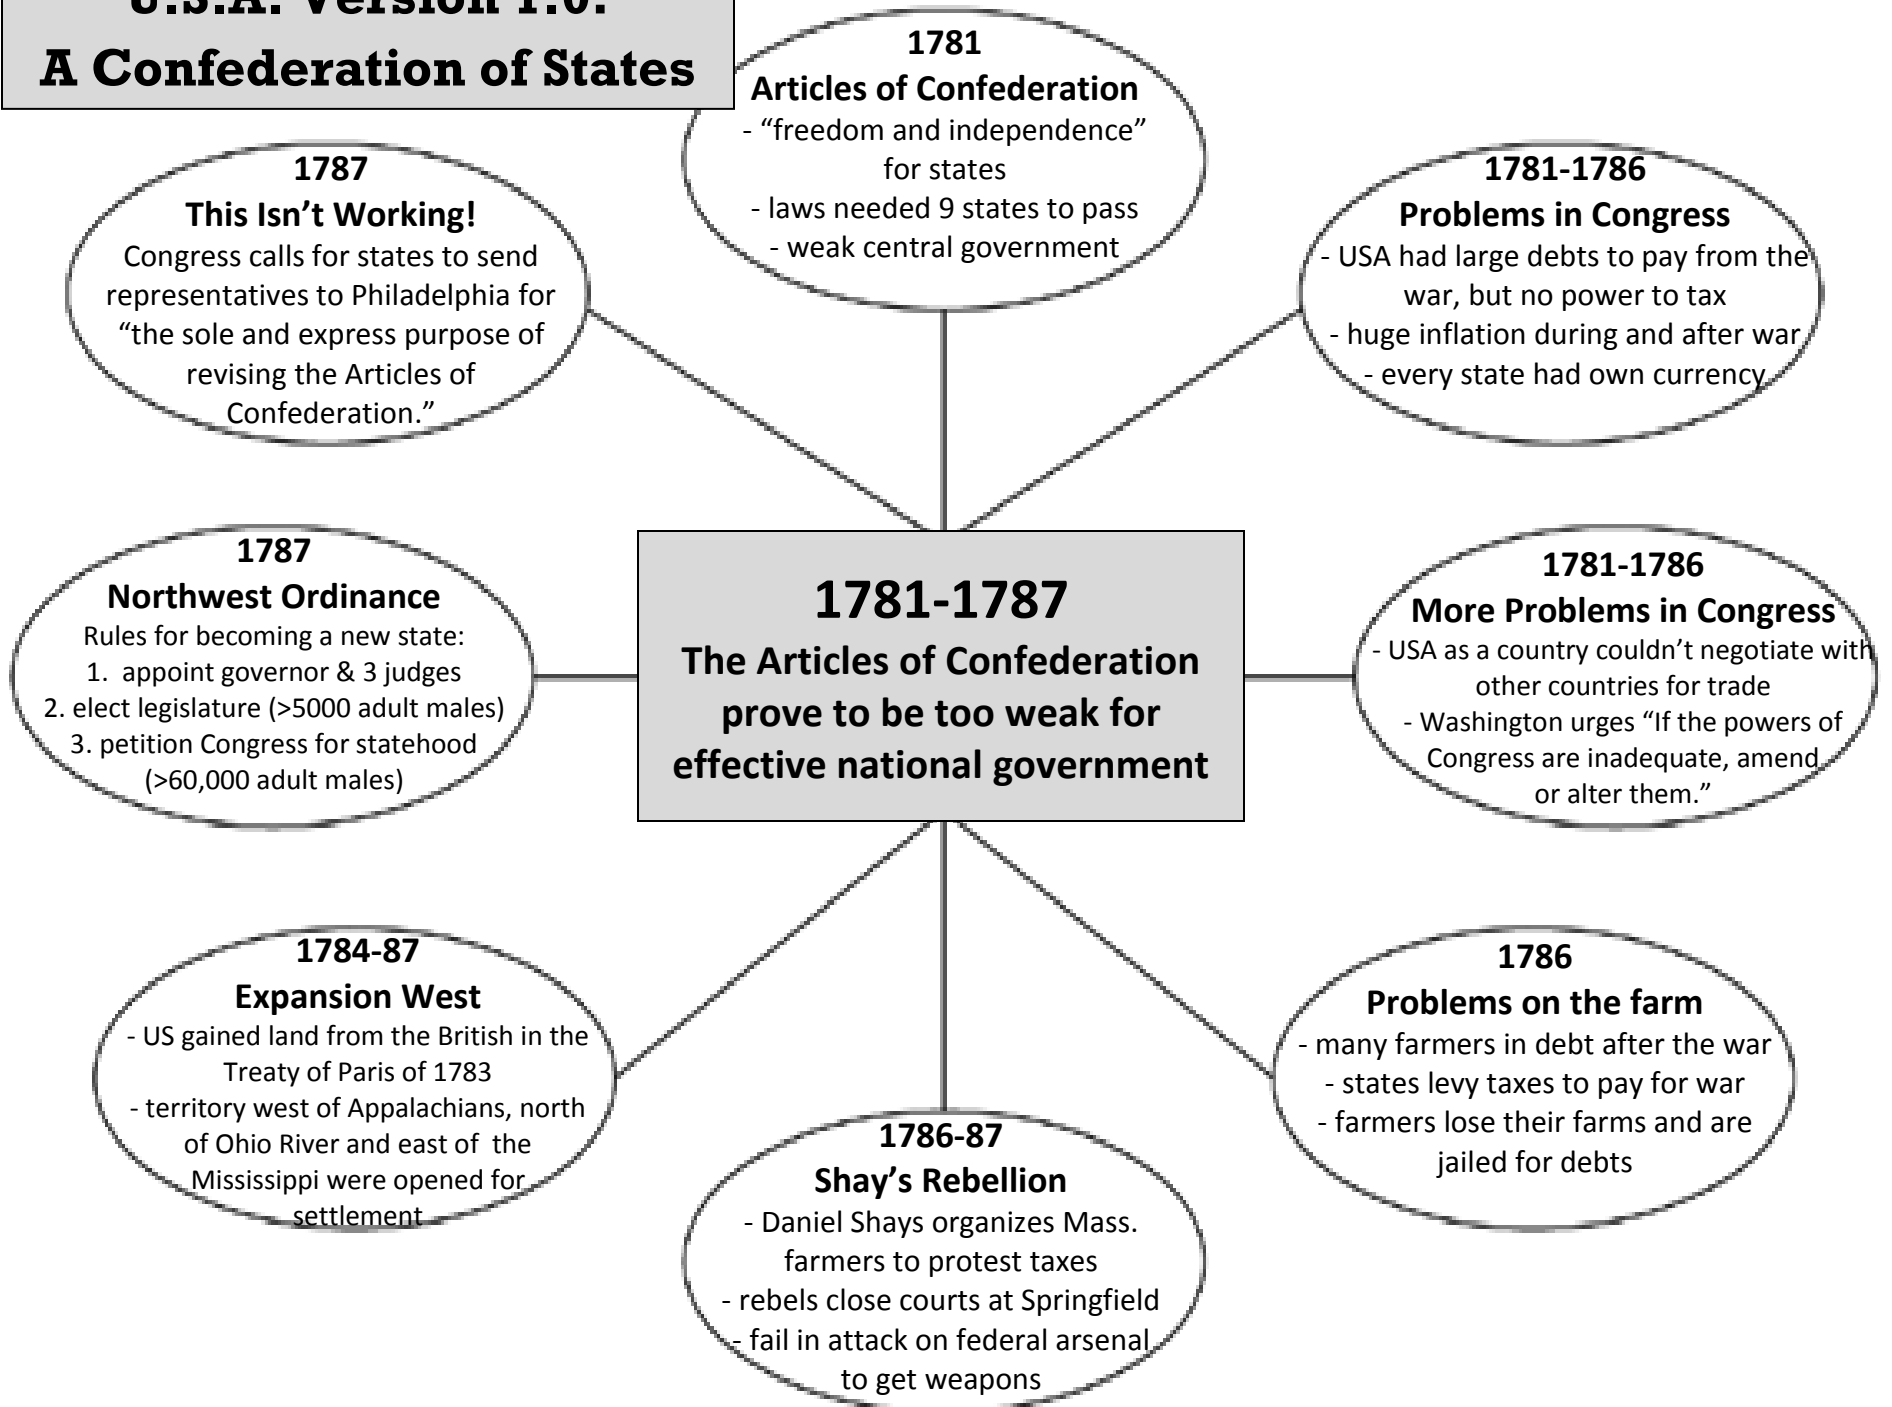 U.S.A. Version 1.0:
A Confederation of States
1781
Articles of Confederation
- “freedom and independence”
for states
- laws needed 9 states to pass
- weak central government
1781-1786
Problems in Congress
- USA had large debts to pay from the
war, but no power to tax
- huge inflation during and after war
- every state had own currency
1781-1786
More Problems in Congress
- USA as a country couldn’t negotiate with
other countries for trade
- Washington urges “If the powers of
Congress are inadequate, amend
or alter them.”
1786
Problems on the farm
- many farmers in debt after the war
- states levy taxes to pay for war
- farmers lose their farms and are
jailed for debts
1786-87
Shay’s Rebellion
- Daniel Shays organizes Mass.
farmers to protest taxes
- rebels close courts at Springfield
- fail in attack on federal arsenal
to get weapons
1784-87
Expansion West
- US gained land from the British in the
Treaty of Paris of 1783
- territory west of Appalachians, north
of Ohio River and east of  the
Mississippi were opened for
settlement
1787
Northwest Ordinance
Rules for becoming a new state:
1.  appoint governor & 3 judges
2. elect legislature (>5000 adult males)
3. petition Congress for statehood
(>60,000 adult males)
1787
This Isn’t Working!
Congress calls for states to send
representatives to Philadelphia for
“the sole and express purpose of
revising the Articles of
Confederation.”
1781-1787
The Articles of Confederation
prove to be too weak for
effective national government